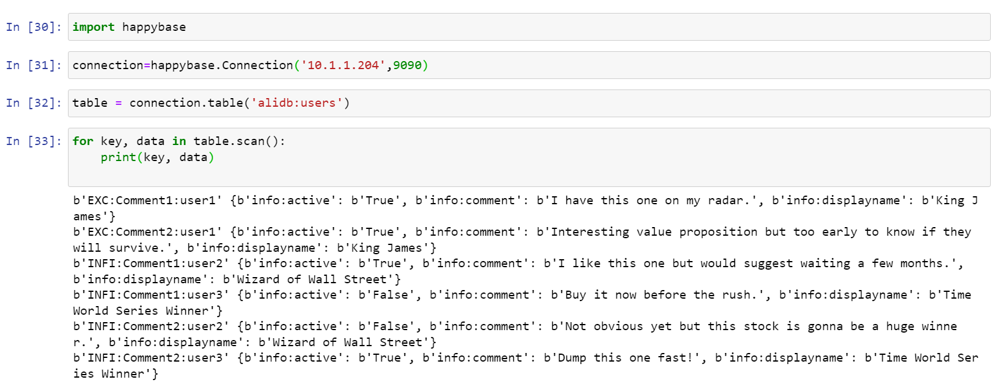 In [30]: import happybase
In [31]: connection=happybase.Connection('10.1.1.204',9090)
In [32]: table = connection.table('alidb:users')
In [33]: for key, data in table.scan():
    print(key, data)
b'EXC:Comment1:user1' {b'info:active': b'True', b'info:comment': b'I have this one on my radar.', b'info:displayname': b'King J
ames'}
b'EXC:Comment2:user1' {b'info:active': b'True', b'info:comment': b'Interesting value proposition but too early to know if they
will survive.', b'info:displayname': b'King James'}
b'INFI:Comment1:user2' {b'info:active': b'True', b'info:comment': b'I like this one but would suggest waiting a few months.',
b'info:displayname': b'Wizard of Wall Street'}
b'INFI:Comment1:user3' {b'info:active': b'False', b'info:comment': b'Buy it now before the rush.', b'info:displayname': b'Time
World Series Winner'}
b'INFI:Comment2:user2' {b'info:active': b'False', b'info:comment': b'Not obvious yet but this stock is gonna be a huge winne
r.', b'info:displayname': b'Wizard of Wall Street'}
b'INFI:Comment2:user3' {b'info:active': b'True', b'info:comment': b'Dump this one fast!', b'info:displayname': b'Time World Ser
ies Winner'}